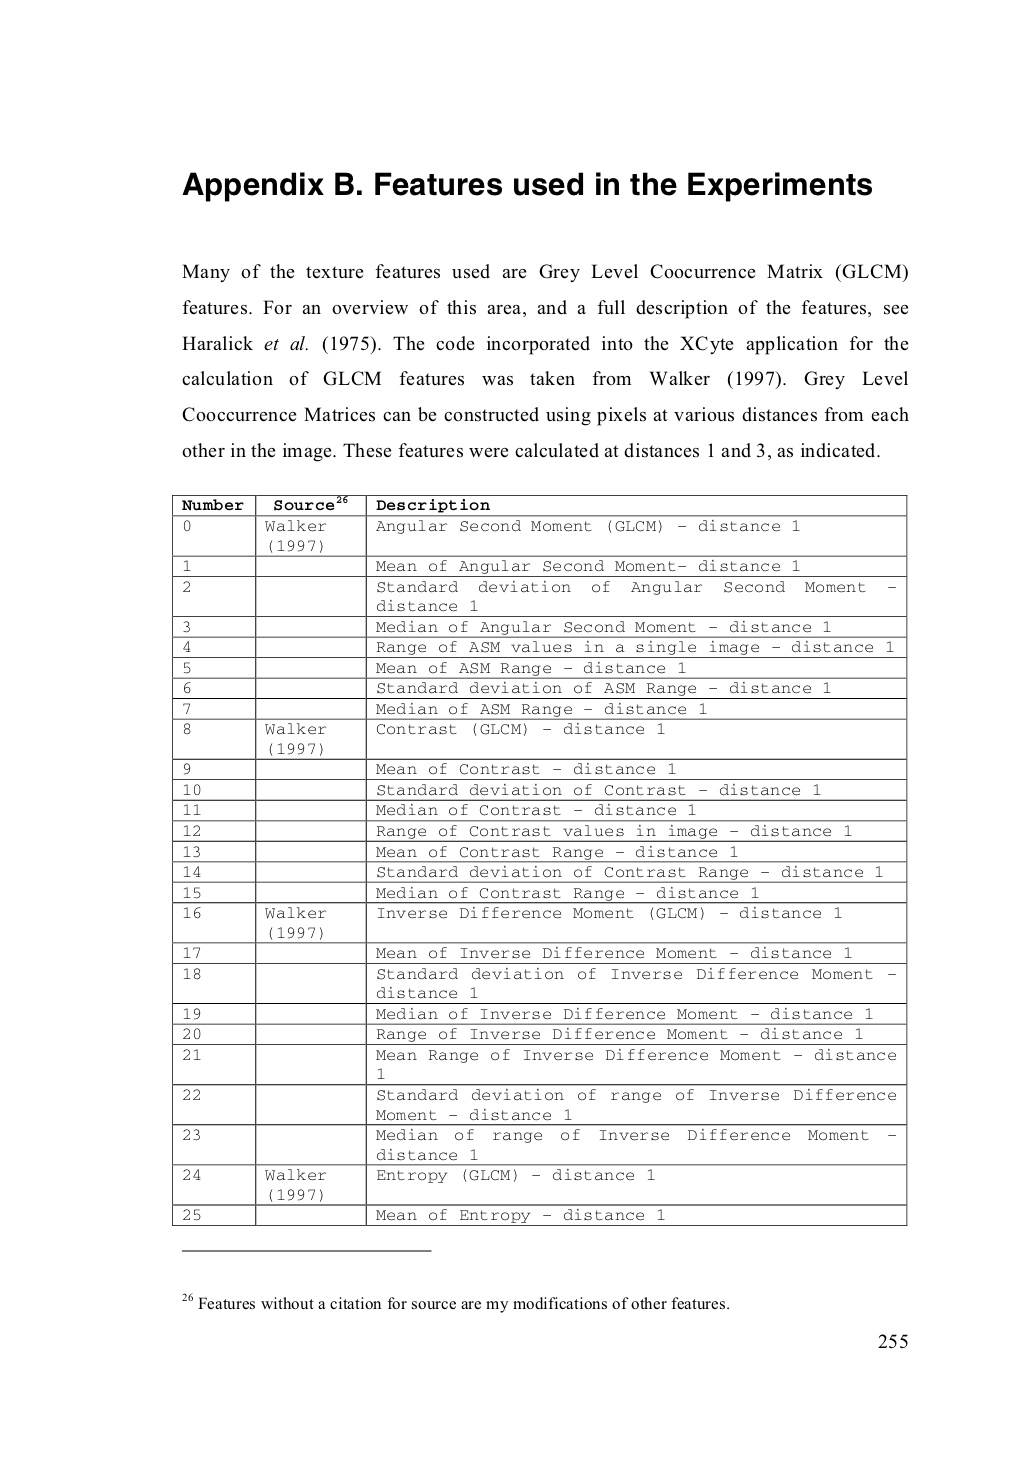 Appendix B. Features used in the Experiments
Many of the texture features used are Grey Level Coocurrence Matrix (GLCM)
features. For an overview of this area, and a full description of the features, see
Haralick et al. (1975). The code incorporated into the XCyte application for the
calculation of GLCM features was taken from Walker (1997). Grey Level
Cooccurrence Matrices can be constructed using pixels at various distances from each
other in the image. These features were calculated at distances 1 and 3, as indicated.
Number Source26 Description
0 Walker Angular Second Moment (GLCM) – distance 1
(1997)
1 Mean of Angular Second Moment– distance 1
2 Standard deviation of Angular Second Moment –
distance 1
3 Median of Angular Second Moment – distance 1
4 Range of ASM values in a single image – distance 1
5 Mean of ASM Range – distance 1
6 Standard deviation of ASM Range – distance 1
7 Median of ASM Range – distance 1
8 Walker Contrast (GLCM) – distance 1
(1997)
9 Mean of Contrast – distance 1
10 Standard deviation of Contrast – distance 1
11 Median of Contrast – distance 1
12 Range of Contrast values in image – distance 1
13 Mean of Contrast Range – distance 1
14 Standard deviation of Contrast Range – distance 1
15 Median of Contrast Range – distance 1
16 Walker Inverse Difference Moment (GLCM) – distance 1
(1997)
17 Mean of Inverse Difference Moment – distance 1
18 Standard deviation of Inverse Difference Moment –
distance 1
19 Median of Inverse Difference Moment – distance 1
20 Range of Inverse Difference Moment – distance 1
21 Mean Range of Inverse Difference Moment – distance
1
22 Standard deviation of range of Inverse Difference
Moment – distance 1
23 Median of range of Inverse Difference Moment –
distance 1
24 Walker Entropy (GLCM) – distance 1
(1997)
25 Mean of Entropy – distance 1
26 Features without a citation for source are my modifications of other features.
255